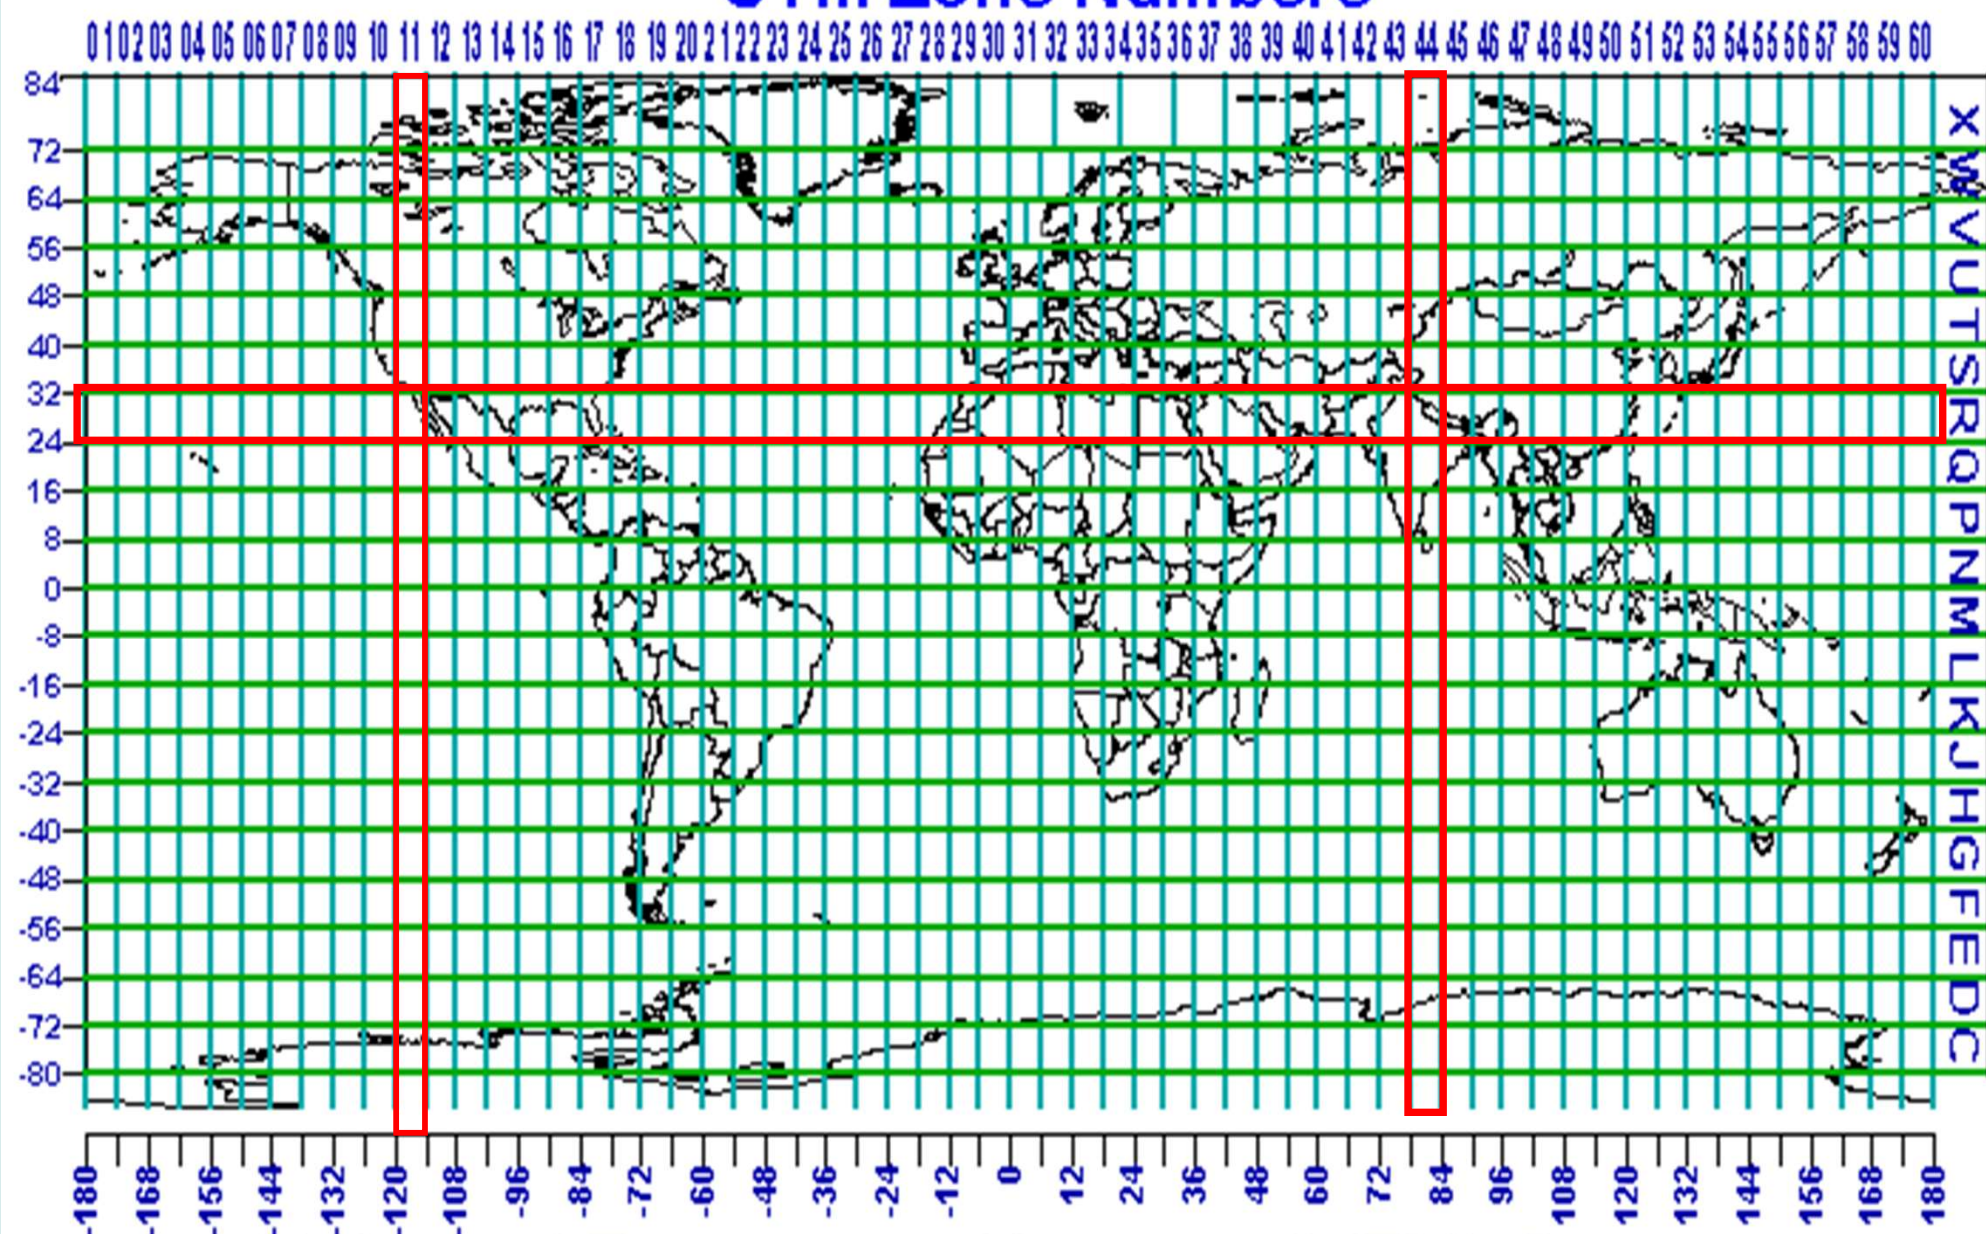 UTM Zone Numbers
01 02 03 04 05 06 07 08 09 10 11 12 13 14 15 16 17 18 19 20 21 22 23 24 25 26 27 28 29 30 31 32 33 34 35 36 37 38 39 40 41 42 43 44 45 46 47 48 49 50 51 52 53 54 55 56 57 58 59 60
84
X
72
W
64
V
56
U
48
T
40
S
32
R
24
Q
16
P
8
N
0
M
-8
L
-16
K
-24
J
-32
H
-40
G
-48
F
-56
E
-64
D
-72
C
-80
-180 -168 -156 -144 -132 -120 -108 -96 -84 -72 -60 -48 -36 -24 -12 0 12 24 36 48 60 72 84 96 108 120 132 144 156 168 180